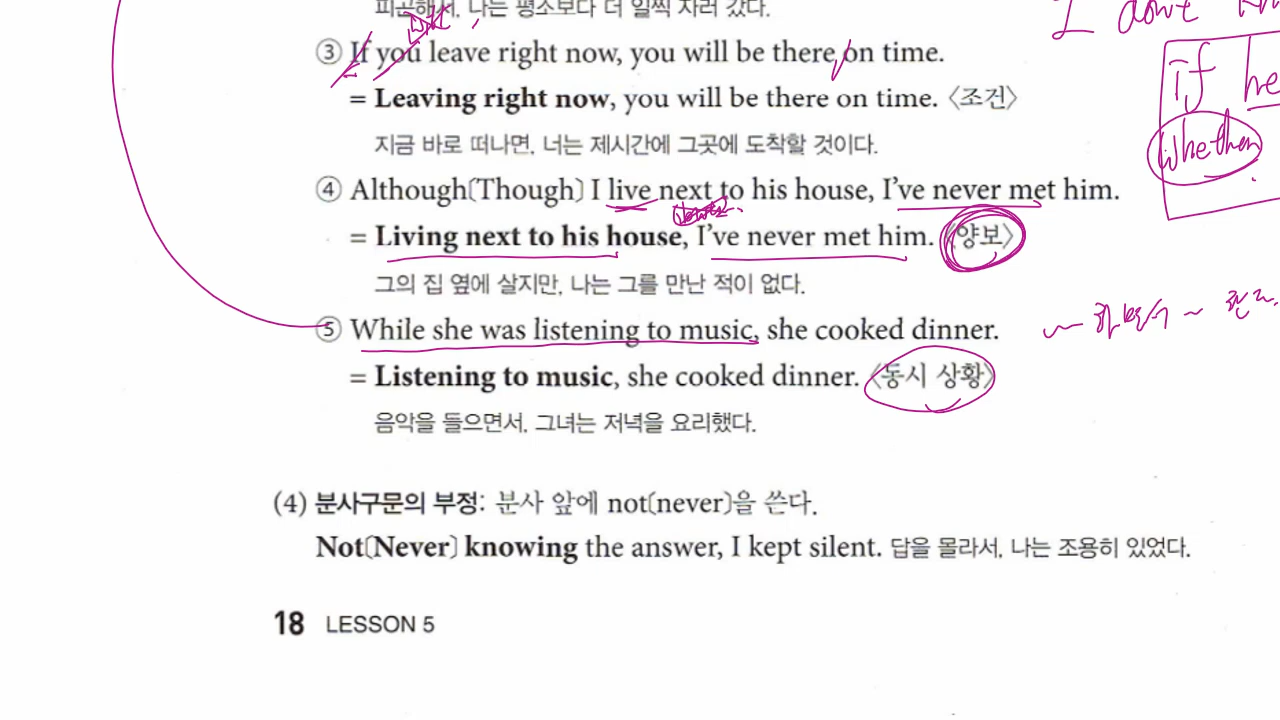 피곤해서, 나는 평소보다 더 일찍 자러 갔다.
I don't
③ If you leave right now, you will be there on time.
if he
= Leaving right now, you will be there on time. 〈조건〉
지금 바로 떠나면, 너는 제시간에 그곳에 도착할 것이다.
whether
④ Although(Though) I live next to his house, I've never met him.
= Living next to his house, I've never met him. 〈양보〉
그의 집 옆에 살지만, 나는 그를 만난 적이 없다.
⑤ While she was listening to music, she cooked dinner.
= Listening to music, she cooked dinner. 〈동시 상황〉
음악을 들으면서, 그녀는 저녁을 요리했다.
(4) 분사구문의 부정: 분사 앞에 not(never)을 쓴다.
Not(Never) knowing the answer, I kept silent. 답을 몰라서, 나는 조용히 있었다.
18 LESSON 5